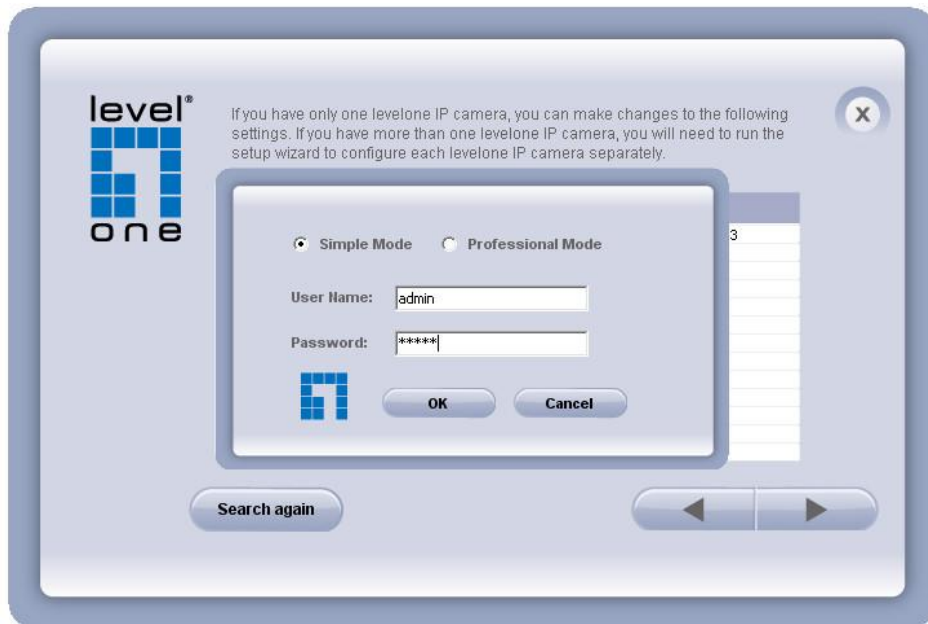 level®
one
If you have only one levelone IP camera, you can make changes to the following
settings. If you have more than one levelone IP camera, you will need to run the
setup wizard to configure each levelone IP camera separately.
X
3
Simple Mode Professional Mode
User Name: admin
Password: *****
OK Cancel
Search again